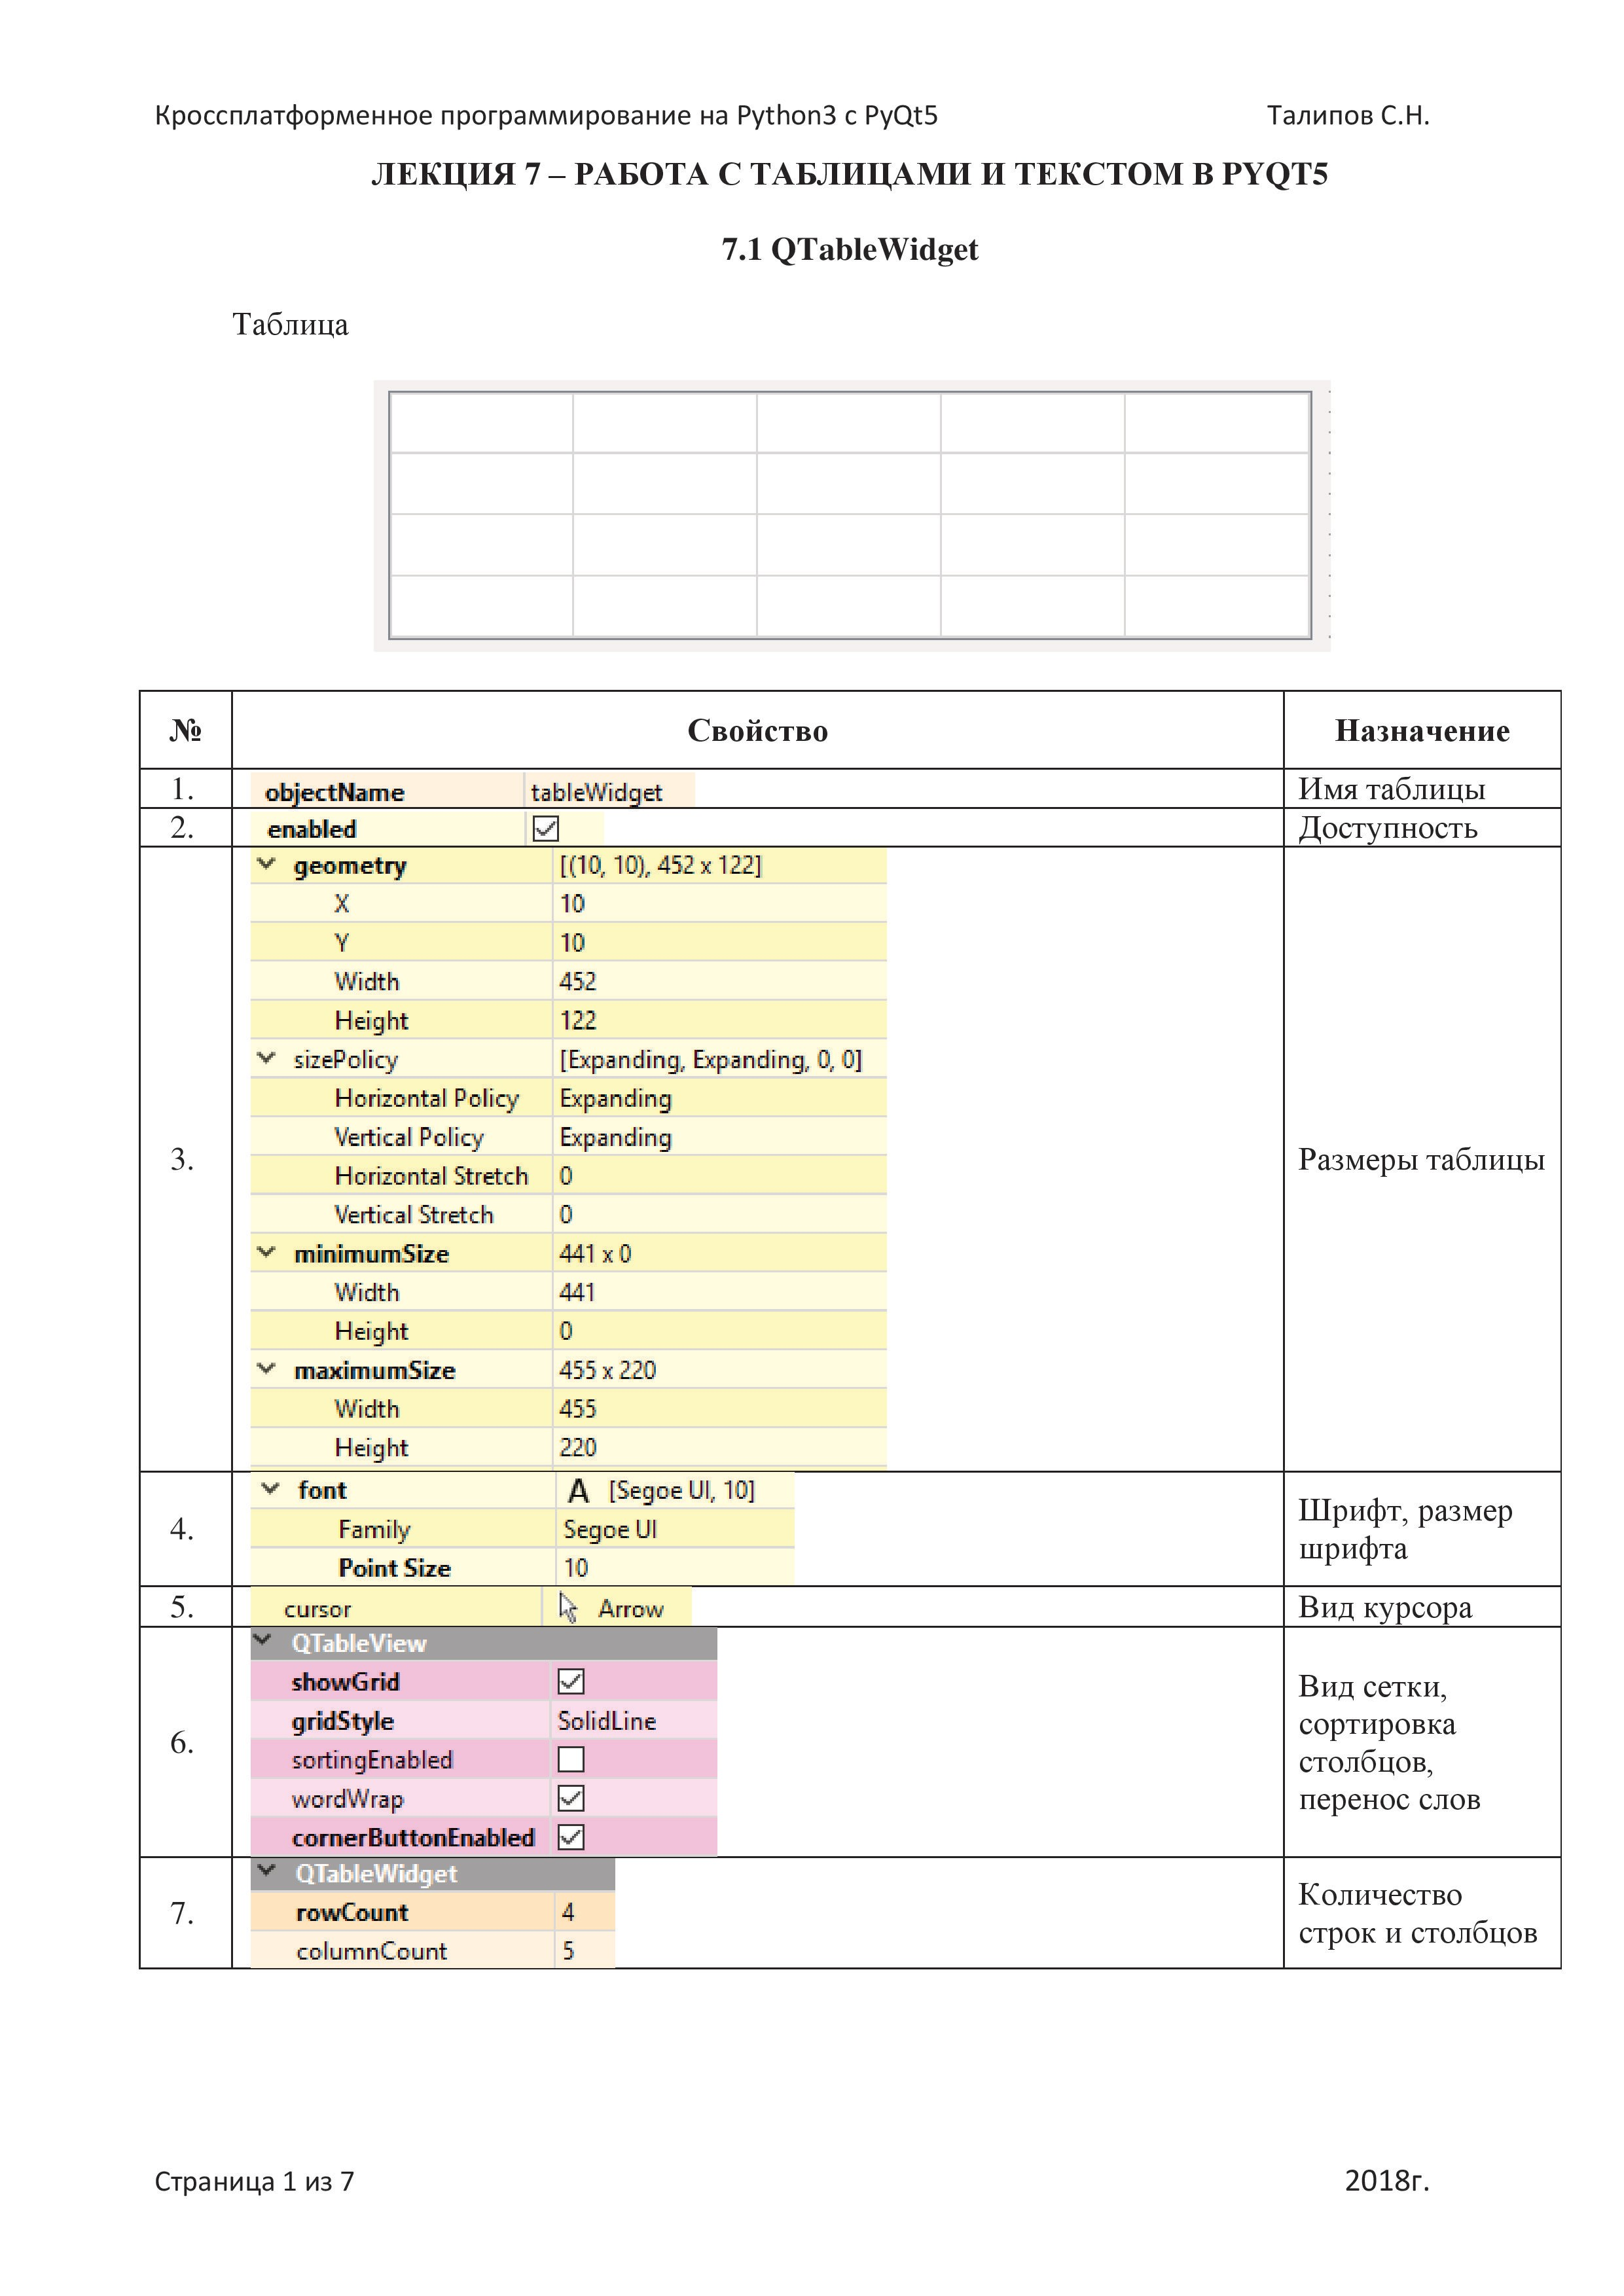 Кроссплатформенное программирование на Python3 с PyQt5 Талипов С.Н.
ЛЕКЦИЯ 7 – РАБОТА С ТАБЛИЦАМИ И ТЕКСТОМ В PYQT5
7.1 QTableWidget
Таблица
№ Свойство Назначение
1. objectName tableWidget Имя таблицы
2. enabled Доступность
3. Размеры таблицы
geometry [(10, 10), 452 x 122]
X 10
Y 10
Width 452
Height 122
sizePolicy [Expanding, Expanding, 0, 0]
Horizontal Policy Expanding
Vertical Policy Expanding
Horizontal Stretch 0
Vertical Stretch 0
minimumSize 441 x 0
Width 441
Height 0
maximumSize 455 x 220
Width 455
Height 220
4. Шрифт, размер
шрифта
font A [Segoe UI, 10]
Family Segoe UI
Point Size 10
5. cursor Arrow Вид курсора
6. Вид сетки,
сортировка
столбцов,
перенос слов
QTableView
showGrid
gridStyle SolidLine
sortingEnabled
wordWrap
cornerButtonEnabled
7. Количество
строк и столбцов
QTableWidget
rowCount 4
columnCount 5
Страница 1 из 7 2018г.